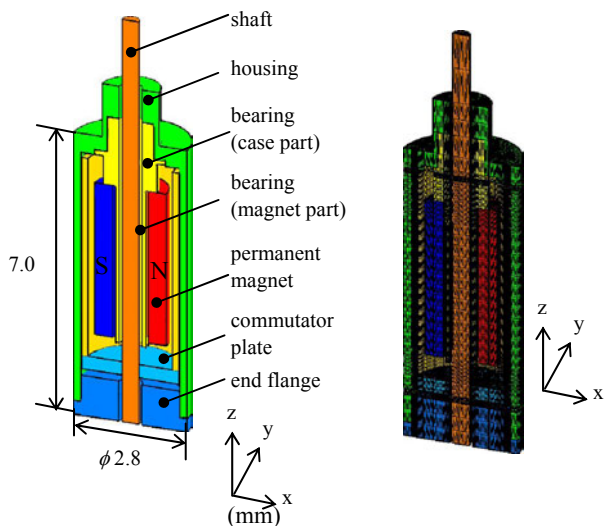 shaft
housing
bearing
(case part)
bearing
(magnet part)
permanent
magnet
commutator
plate
end flange
S
N
7.0
ϕ2.8
z
y
x
(mm)
z
y
x